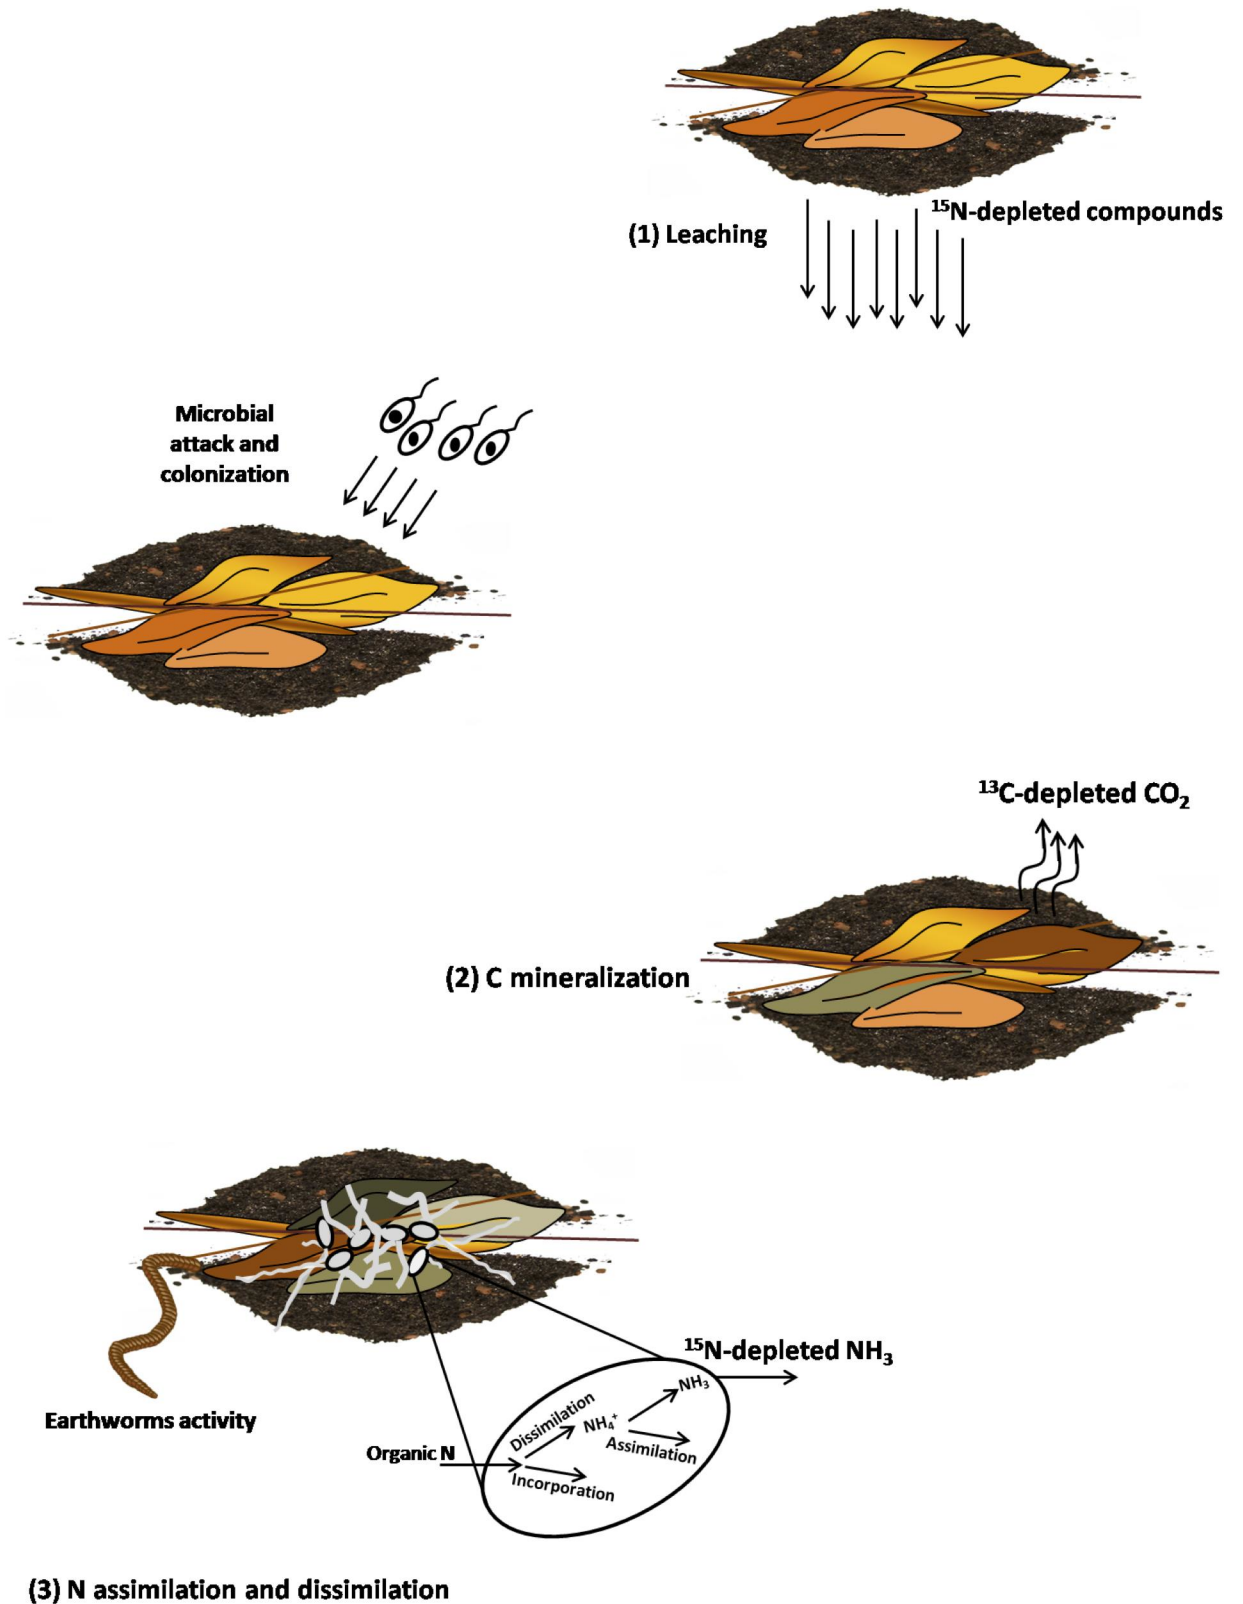 ¹⁵N-depleted compounds
(1) Leaching
Microbial
attack and
colonization
¹³C-depleted CO₂
(2) C mineralization
¹⁵N-depleted NH₃
NH₃
Dissimilation
NH₄⁺
Assimilation
Earthworms activity
Organic N
Incorporation
(3) N assimilation and dissimilation